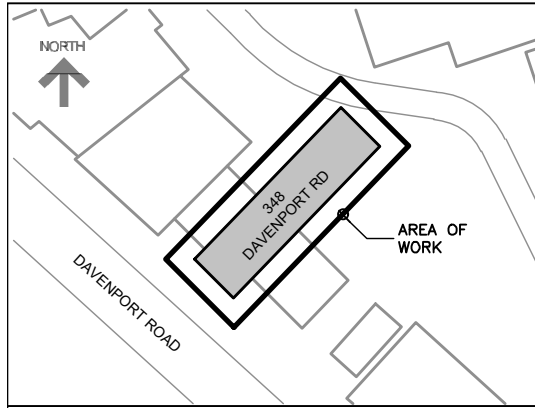 NORTH
348
DAVENPORT RD
AREA OF
WORK
DAVENPORT ROAD